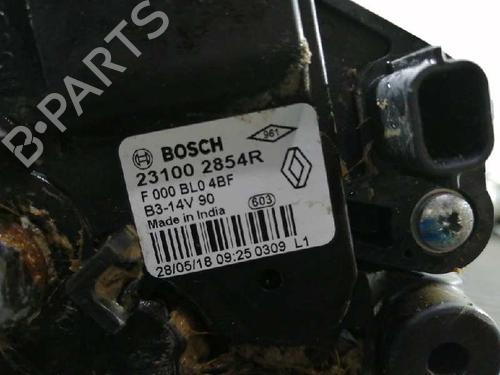 B-Parts
BOSCH
961
23100 2854R
F 000 BL0 4BF
B3-14V 90
603
Made in India
28/05/18 09:25 0309 L1